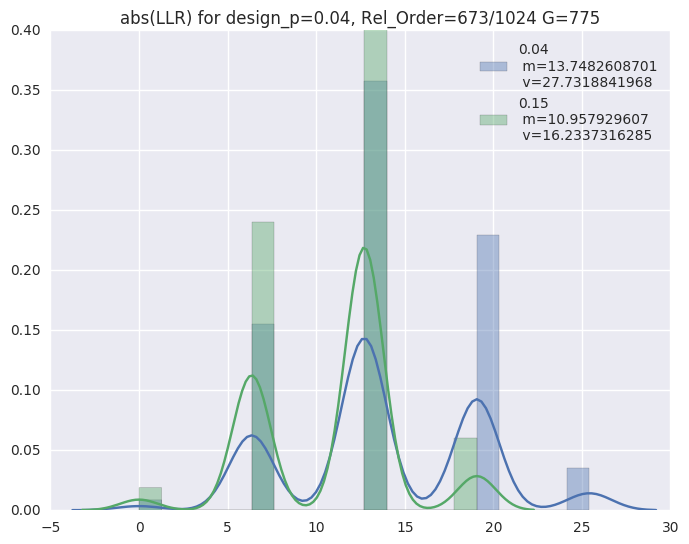 abs(LLR) for design_p=0.04, Rel_Order=673/1024 G=775
0.40
0.35
0.30
0.25
0.20
0.15
0.10
0.05
0.00
−5 0 5 10 15 20 25 30
0.04
m=13.7482608701
v=27.7318841968
0.15
m=10.957929607
v=16.2337316285